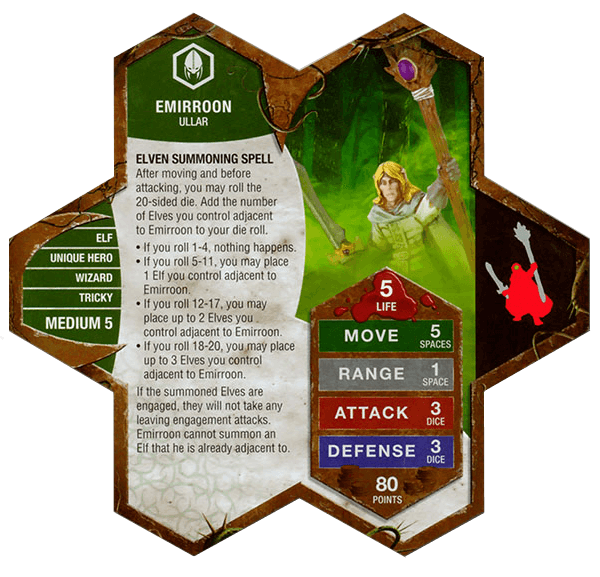 EMIRROON
ULLAR
ELVEN SUMMONING SPELL
After moving and before
attacking, you may roll the
20-sided die. Add the number
of Elves you control adjacent
to Emirroon to your die roll.
• If you roll 1-4, nothing happens.
• If you roll 5-11, you may place
1 Elf you control adjacent to
Emirroon.
• If you roll 12-17, you may
place up to 2 Elves you
control adjacent to Emirroon.
• If you roll 18-20, you may place
up to 3 Elves you control
adjacent to Emirroon.
If the summoned Elves are
engaged, they will not take any
leaving engagement attacks.
Emirroon cannot summon an
Elf that he is already adjacent to.
ELF
UNIQUE HERO
WIZARD
TRICKY
MEDIUM 5
5
LIFE
MOVE 5
SPACES
RANGE 1
SPACE
ATTACK 3
DICE
DEFENSE 3
DICE
80
POINTS